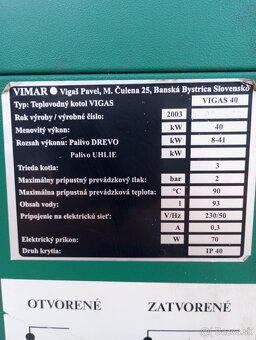 VIMAR Vigaš Pavel, M. Čulena 25, Banská Bystrica Slovensko
Typ: Teplovodný kotol VIGAS VIGAS 40
Rok výroby / výrobné číslo: 2003
Menovitý výkon: kW 40
Rozsah výkonu: Palivo DREVO kW 8-41
Palivo UHLIE kW
Trieda kotla: 3
Maximálny prípustný prevádzkový tlak: bar 2
Maximálna prípustná prevádzková teplota: °C 90
Obsah vody: l 93
Pripojenie na elektrickú sieť: V/Hz 230/50
A 0,3
Elektrický príkon: W 70
Druh krytia: IP 40
OTVORENÉ ZATVORENÉ
bazar.sk